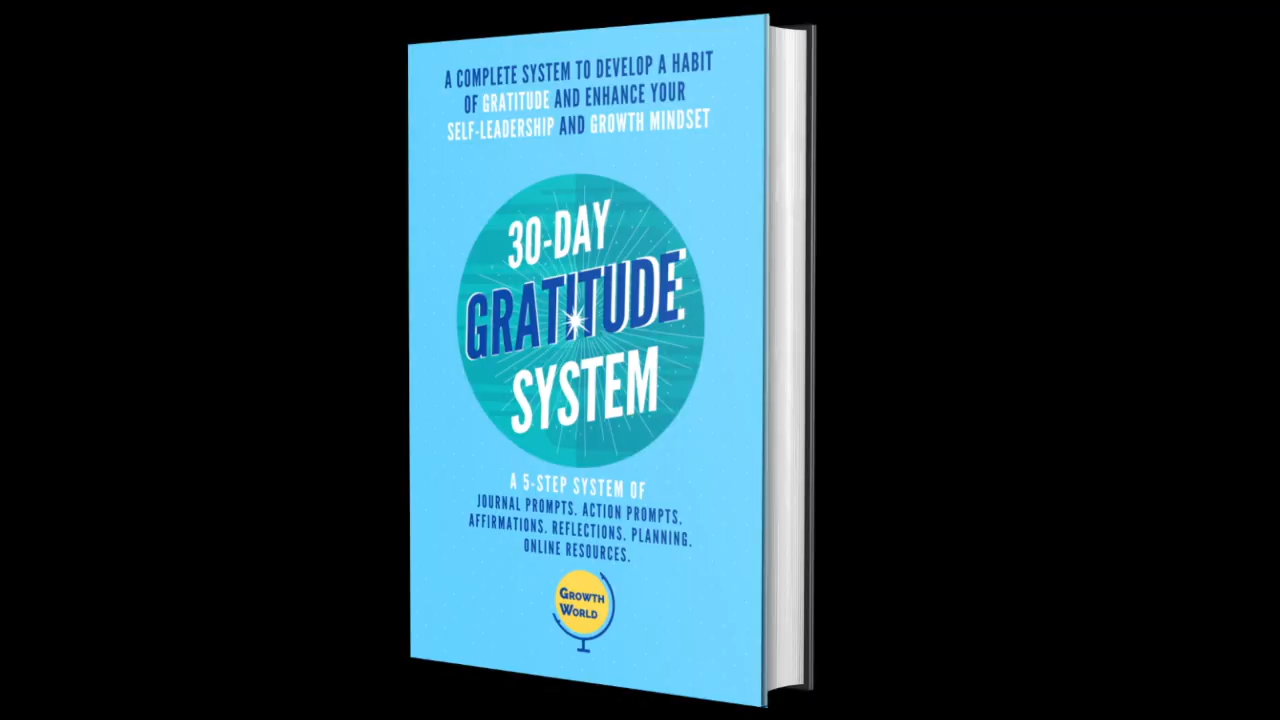 A COMPLETE SYSTEM TO DEVELOP A HABIT
OF GRATITUDE AND ENHANCE YOUR
SELF-LEADERSHIP AND GROWTH MINDSET
30-DAY
GRATITUDE
SYSTEM
A 5-STEP SYSTEM OF
JOURNAL PROMPTS. ACTION PROMPTS.
AFFIRMATIONS. REFLECTIONS. PLANNING.
ONLINE RESOURCES.
GROWTH
WORLD